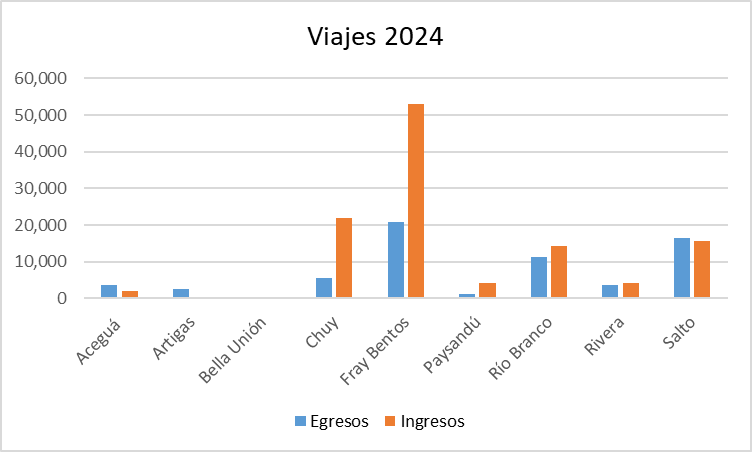 Viajes 2024
60,000
50,000
40,000
30,000
20,000
10,000
0
Aceguá
Artigas
Bella Unión
Chuy
Fray Bentos
Paysandú
Río Branco
Rivera
Salto
Egresos Ingresos